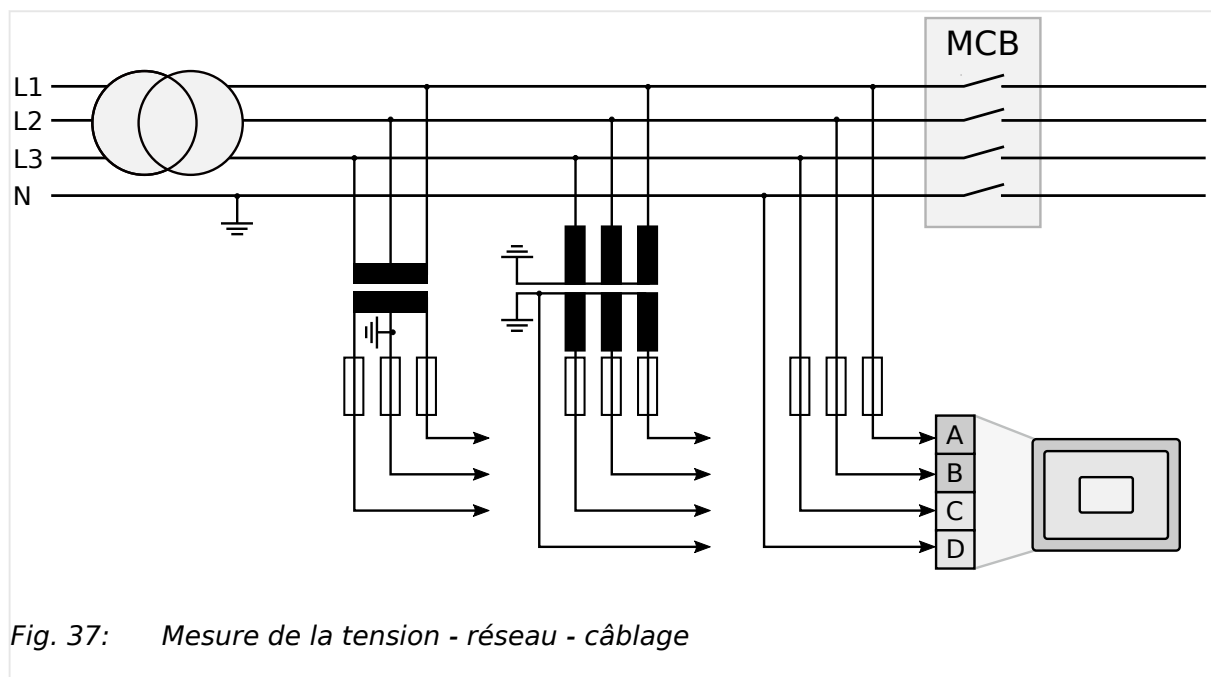 MCB
L1
L2
L3
N
A
B
C
D
Fig. 37: Mesure de la tension - réseau - câblage